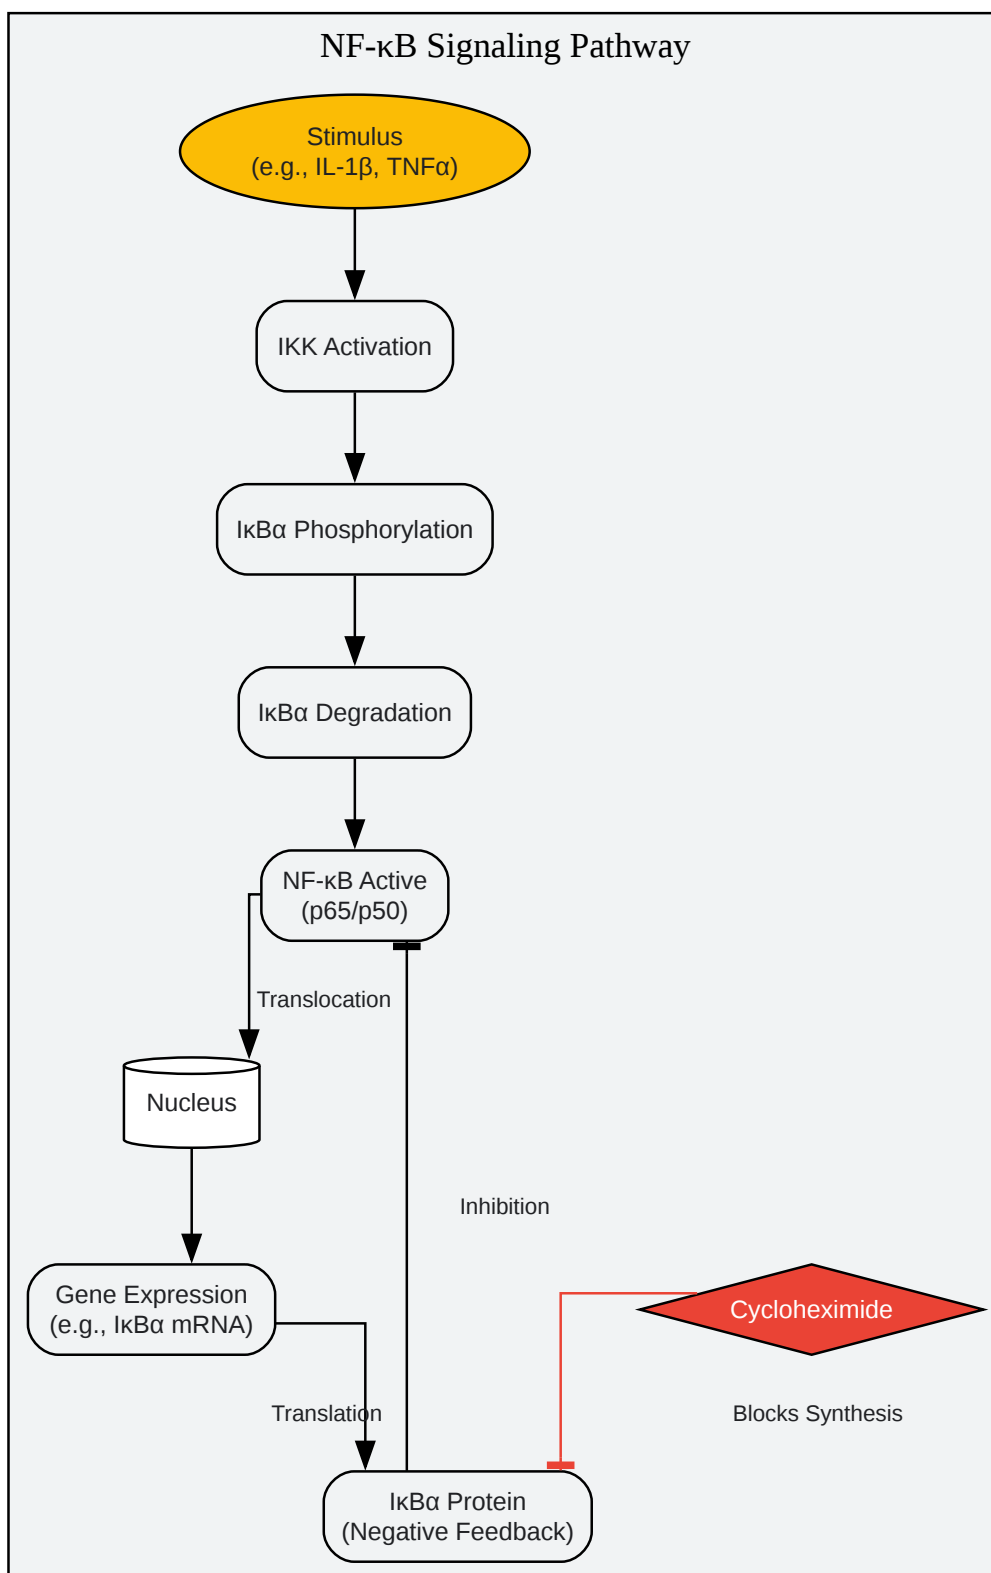 NF-κB Signaling Pathway
Stimulus
(e.g., IL-1β, TNFα)
IKK Activation
IκBα Phosphorylation
IκBα Degradation
NF-κB Active
(p65/p50)
Translocation
Nucleus
Inhibition
Gene Expression
(e.g., IκBα mRNA)
Cycloheximide
Translation
Blocks Synthesis
IκBα Protein
(Negative Feedback)